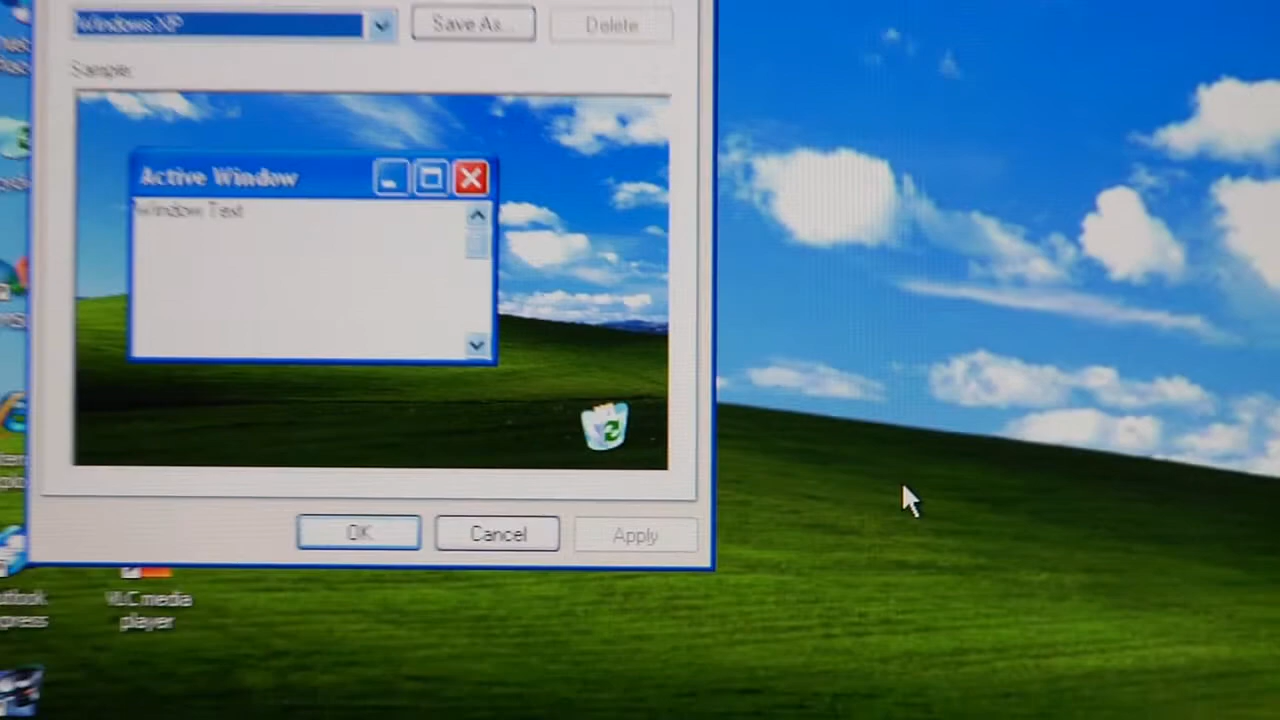 Windows XP
Save As...
Delete
Sample:
Active Window
Window Text
OK
Cancel
Apply
VLC media
player